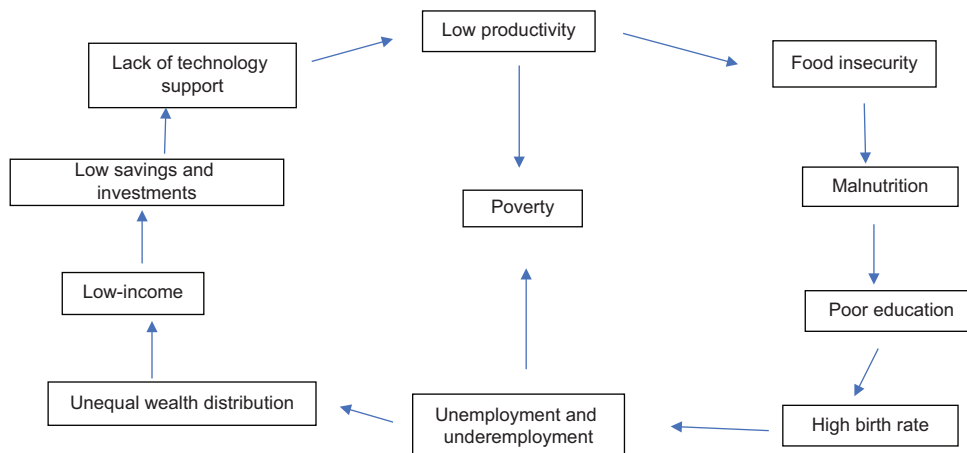 Low productivity
Lack of technology
support
Food insecurity
Low savings and
investments
Malnutrition
Poverty
Low-income
Poor education
Unequal wealth distribution
Unemployment and
underemployment
High birth rate